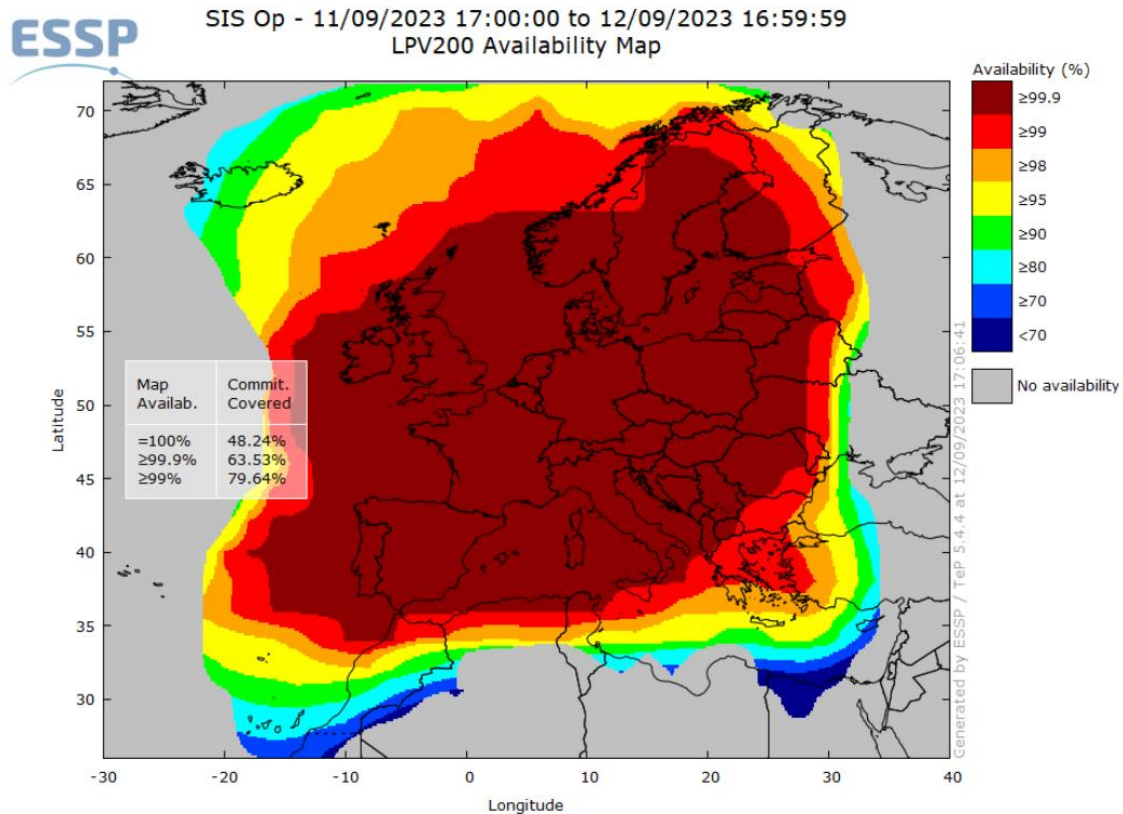 ESSP
SIS Op - 11/09/2023 17:00:00 to 12/09/2023 16:59:59
LPV200 Availability Map
Availability (%)
≥99.9
≥99
≥98
≥95
≥90
≥80
≥70
<70
No availability
Map Availab. Commit. Covered
=100% 48.24%
≥99.9% 63.53%
≥99% 79.64%
Latitude
70
65
60
55
50
45
40
35
30
-30 -20 -10 0 10 20 30 40
Longitude
Generated by ESSP / TeP 5.4.4 at 12/09/2023 17:06:41